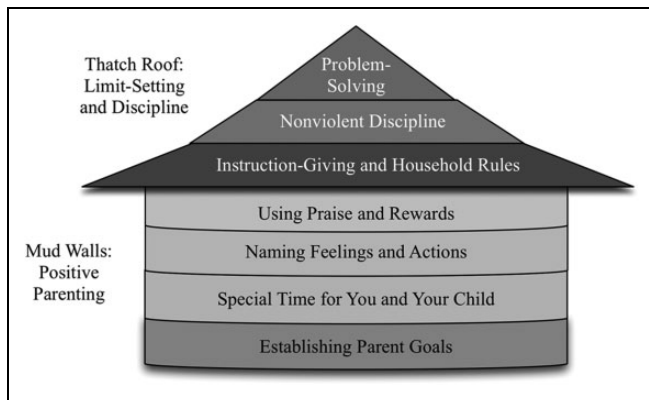 Thatch Roof:
Limit-Setting
and Discipline
Problem-
Solving
Nonviolent Discipline
Instruction-Giving and Household Rules
Using Praise and Rewards
Mud Walls:
Positive
Parenting
Naming Feelings and Actions
Special Time for You and Your Child
Establishing Parent Goals